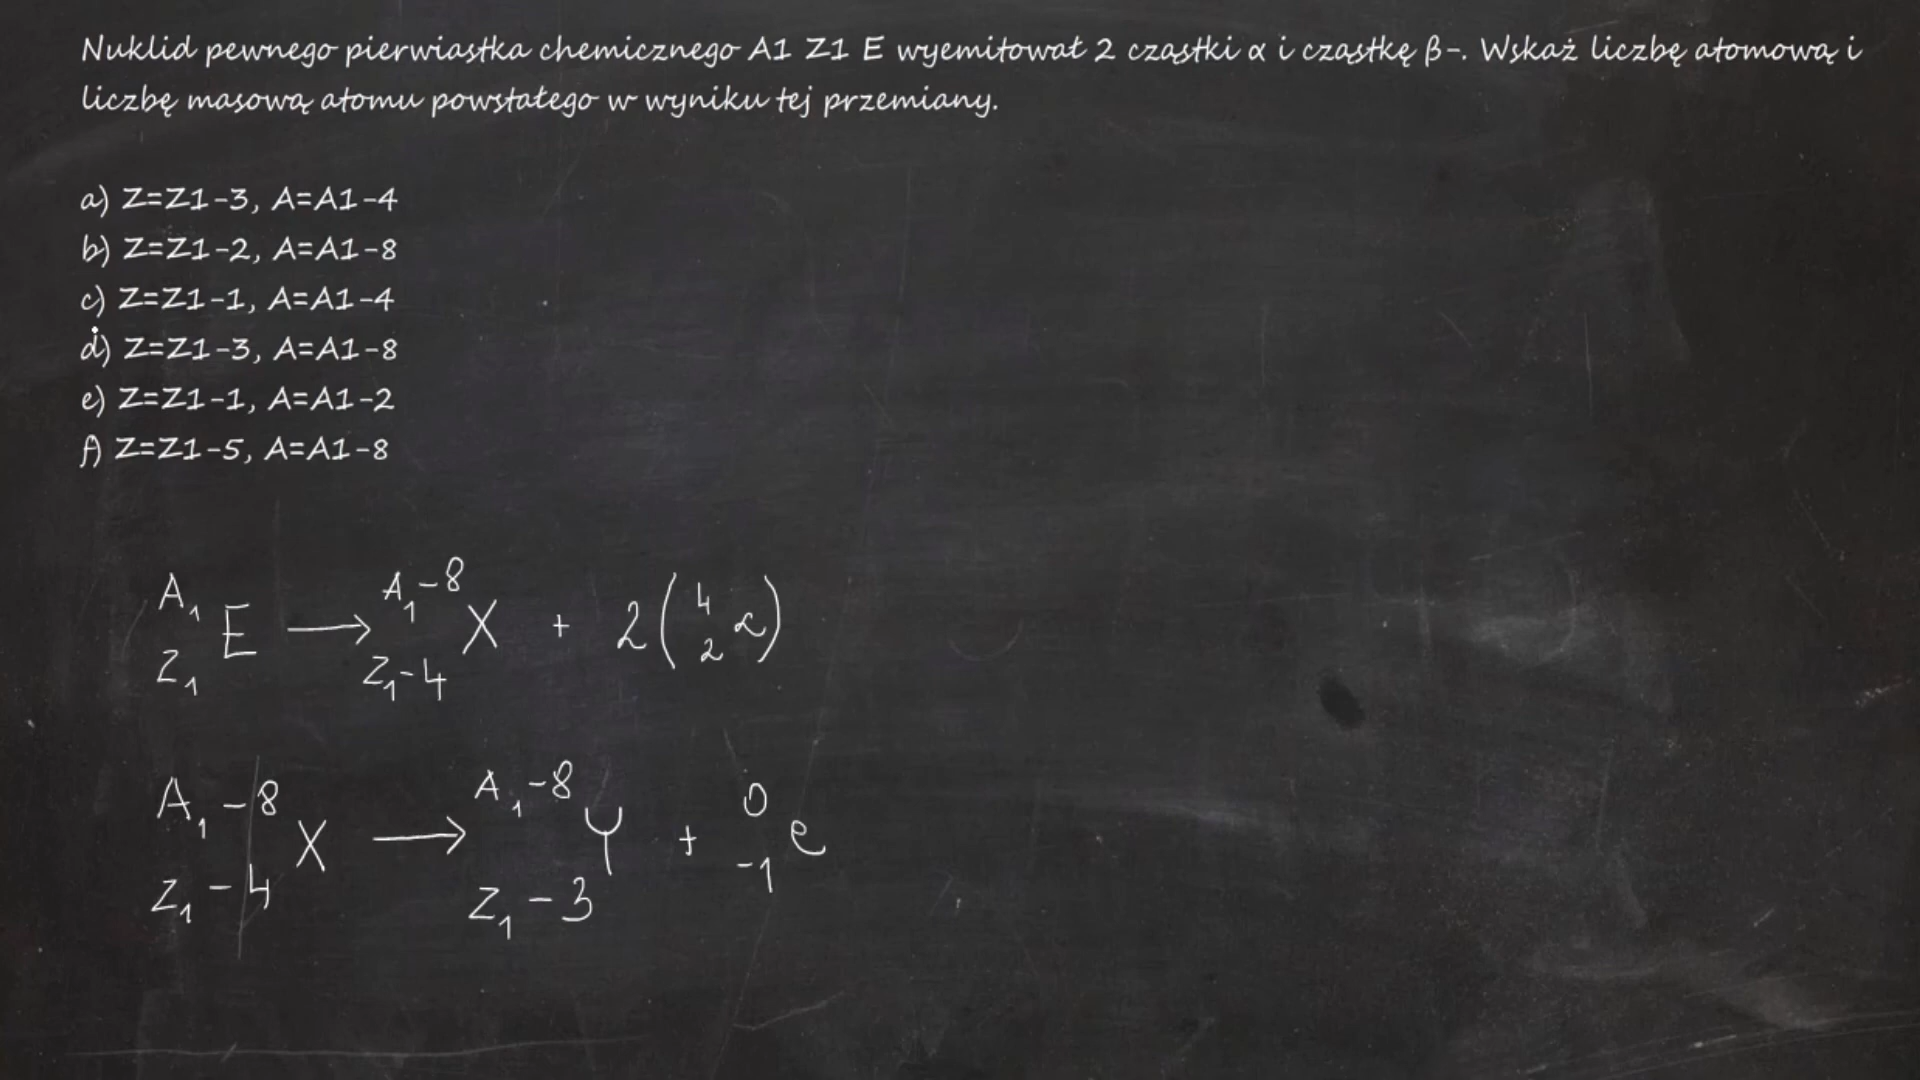 Nuklid pewnego pierwiastka chemicznego A1 Z1 E wyemitował 2 cząstki α i cząstkę β-. Wskaż liczbę atomową i
liczbę masową atomu powstałego w wyniku tej przemiany.
a) Z=Z1-3, A=A1-4
b) Z=Z1-2, A=A1-8
c) Z=Z1-1, A=A1-4
d) Z=Z1-3, A=A1-8
e) Z=Z1-1, A=A1-2
f) Z=Z1-5, A=A1-8
A₁ Z₁ E → A₁-8 Z₁-4 X + 2(4 2 α)
A₁-8 Z₁-4 X → A₁-8 Z₁-3 Y + 0 -1 e